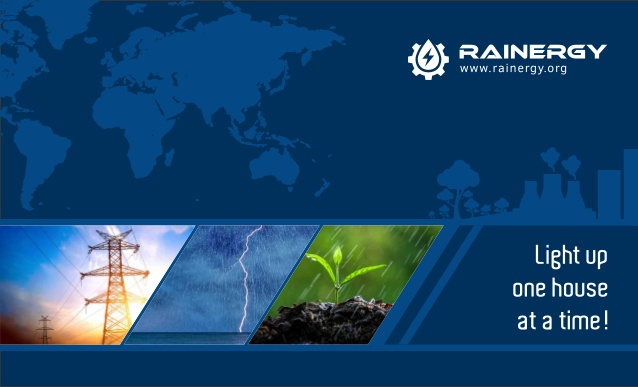 RAINERGY
www.rainergy.org
Light up
one house
at a time!